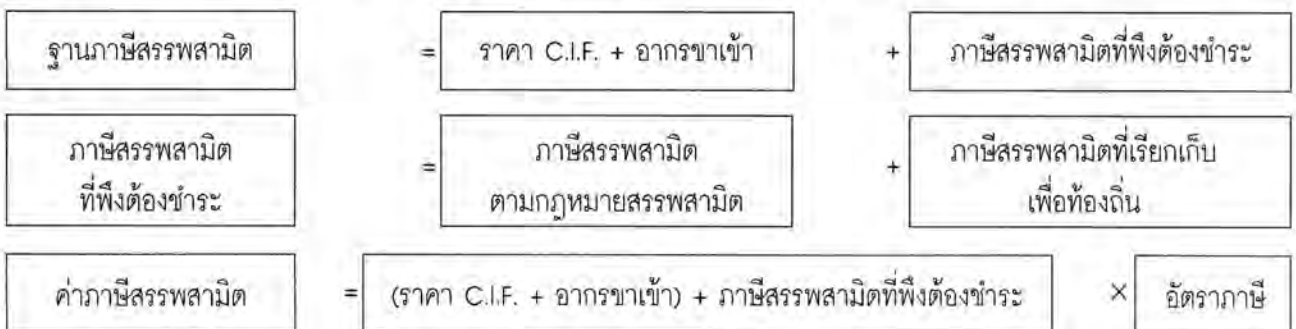 ฐานภาษีสรรพสามิต = ราคา C.I.F. + อากรขาเข้า + ภาษีสรรพสามิตที่พึงต้องชำระ
ภาษีสรรพสามิต = ภาษีสรรพสามิต + ภาษีสรรพสามิตที่เรียกเก็บ
ที่พึงต้องชำระ ตามกฎหมายสรรพสามิต เพื่อท้องถิ่น
ค่าภาษีสรรพสามิต = (ราคา C.I.F. + อากรขาเข้า) + ภาษีสรรพสามิตที่พึงต้องชำระ × อัตราภาษี